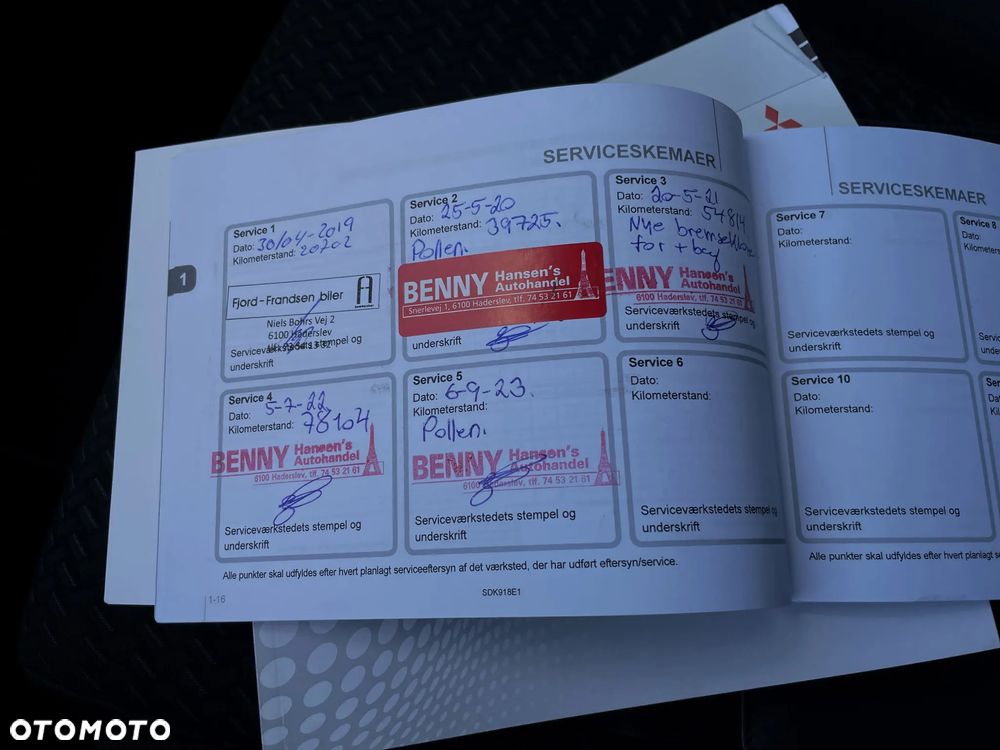 SERVICESKEMAER
Service 1
Dato: 30/04-2019
Kilometerstand: 20202
Fjord-Frandsen biler
Niels Bohrs Vej 2
6100 Haderslev
Serviceværkstedets stempel og
underskrift
Service 2
Dato: 25-5-20
Kilometerstand: 39725.
Pollen.
BENNY Hansen's
Autohandel
Snerlevej 1, 6100 Haderslev, tlf. 74 53 21 61
underskrift
Service 3
Dato: 20-5-21
Kilometerstand: 54814
Nye
for + bag
BENNY Hansen's
Autohandel
6100 Haderslev, tlf. 74 53 21 61
Serviceværkstedets stempel og
underskrift
Service 4
Dato: 5-7-22
Kilometerstand: 78104
BENNY Hansen's
Autohandel
6100 Haderslev, tlf. 74 53 21 61
Serviceværkstedets stempel og
underskrift
Service 5
Dato: 6-9-23.
Kilometerstand:
Pollen.
BENNY Hansen's
Autohandel
6100 Haderslev, tlf. 74 53 21 61
Serviceværkstedets stempel og
underskrift
Service 6
Dato:
Kilometerstand:
Serviceværkstedets stempel og
underskrift
Alle punkter skal udfyldes efter hvert planlagt serviceeftersyn af det værksted, der har udført eftersyn/service.
1
1-16
SDK918E1
SERVICESKEMAER
Service 7
Dato:
Kilometerstand:
Serviceværkstedets stempel og
underskrift
Service 8
Service 10
Dato:
Kilometerstand:
Serviceværkstedets stempel og
underskrift
Alle punkter skal udfyldes efter hvert planlagt
OTOMOTO